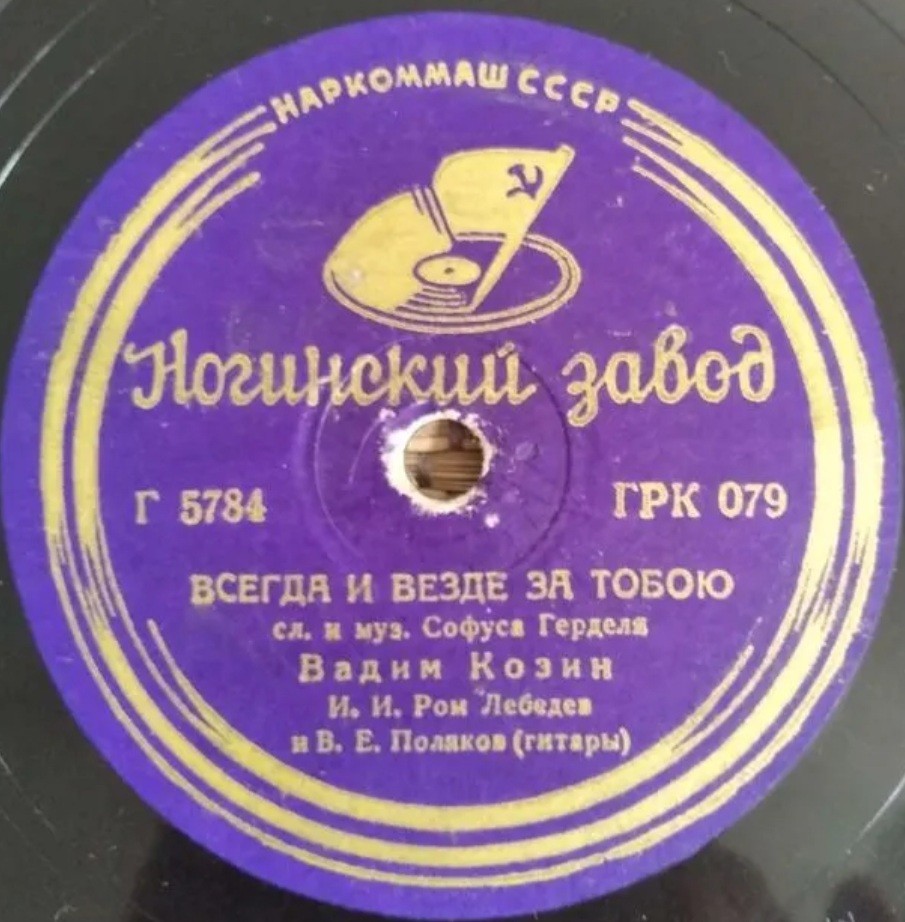 НАРКОММАШ СССР
Ногинский завод
Г 5784 ГРК 079
ВСЕГДА И ВЕЗДЕ ЗА ТОБОЮ
сл. и муз. Софуса Герделя
Вадим Козин
И. И. Ром Лебедев
и В. Е. Поляков (гитары)